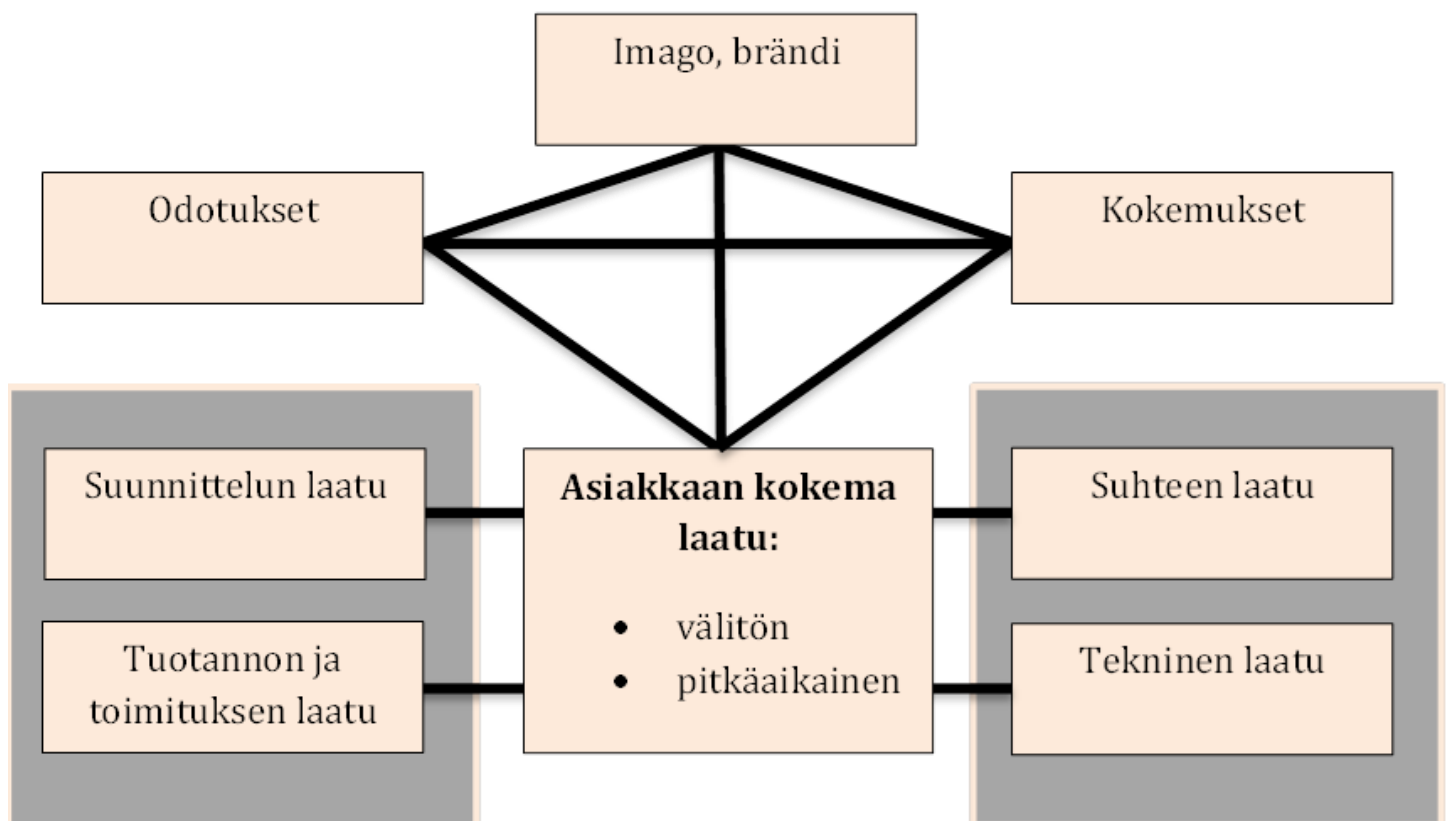 Imago, brändi
Odotukset
Kokemukset
Suunnittelun laatu
Tuotannon ja
toimituksen laatu
Asiakkaan kokema
laatu:
• välitön
• pitkäaikainen
Suhteen laatu
Tekninen laatu